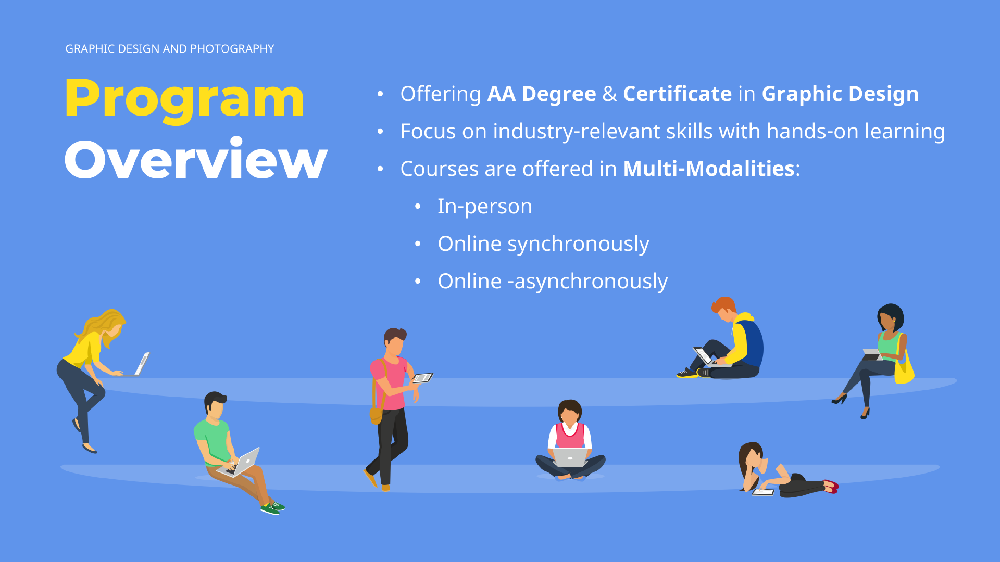 GRAPHIC DESIGN AND PHOTOGRAPHY
Program
Overview
• Offering AA Degree & Certificate in Graphic Design
• Focus on industry-relevant skills with hands-on learning
• Courses are offered in Multi-Modalities:
• In-person
• Online synchronously
• Online -asynchronously